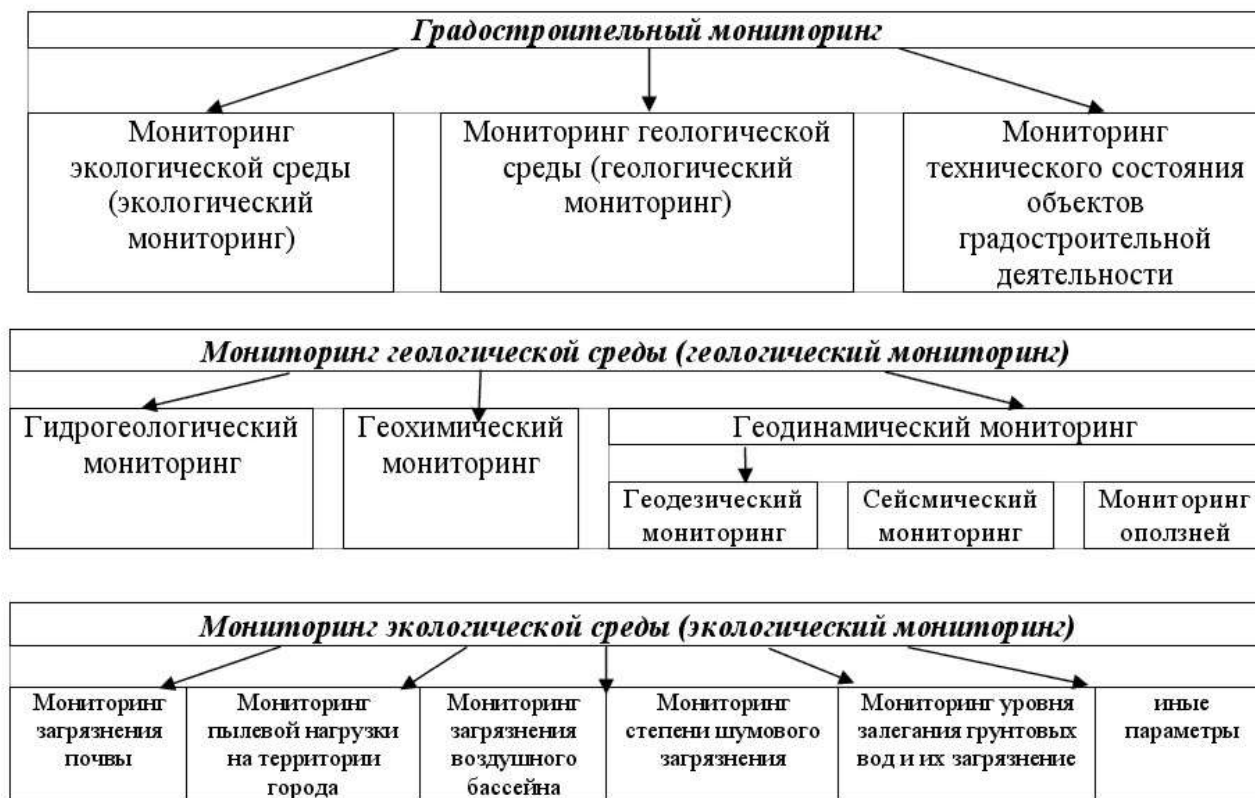 Градостроительный мониторинг
Мониторинг
экологической среды
(экологический
мониторинг)
Мониторинг геологической
среды (геологический
мониторинг)
Мониторинг
технического состояния
объектов
градостроительной
деятельности
Мониторинг геологической среды (геологический мониторинг)
Гидрогеологический
мониторинг
Геохимический
мониторинг
Геодинамический мониторинг
Геодезический
мониторинг
Сейсмический
мониторинг
Мониторинг
оползней
Мониторинг экологической среды (экологический мониторинг)
Мониторинг
загрязнения
почвы
Мониторинг
пылевой нагрузки
на территории
города
Мониторинг
загрязнения
воздушного
бассейна
Мониторинг
степени шумового
загрязнения
Мониторинг уровня
залегания грунтовых
вод и их загрязнение
иные
параметры